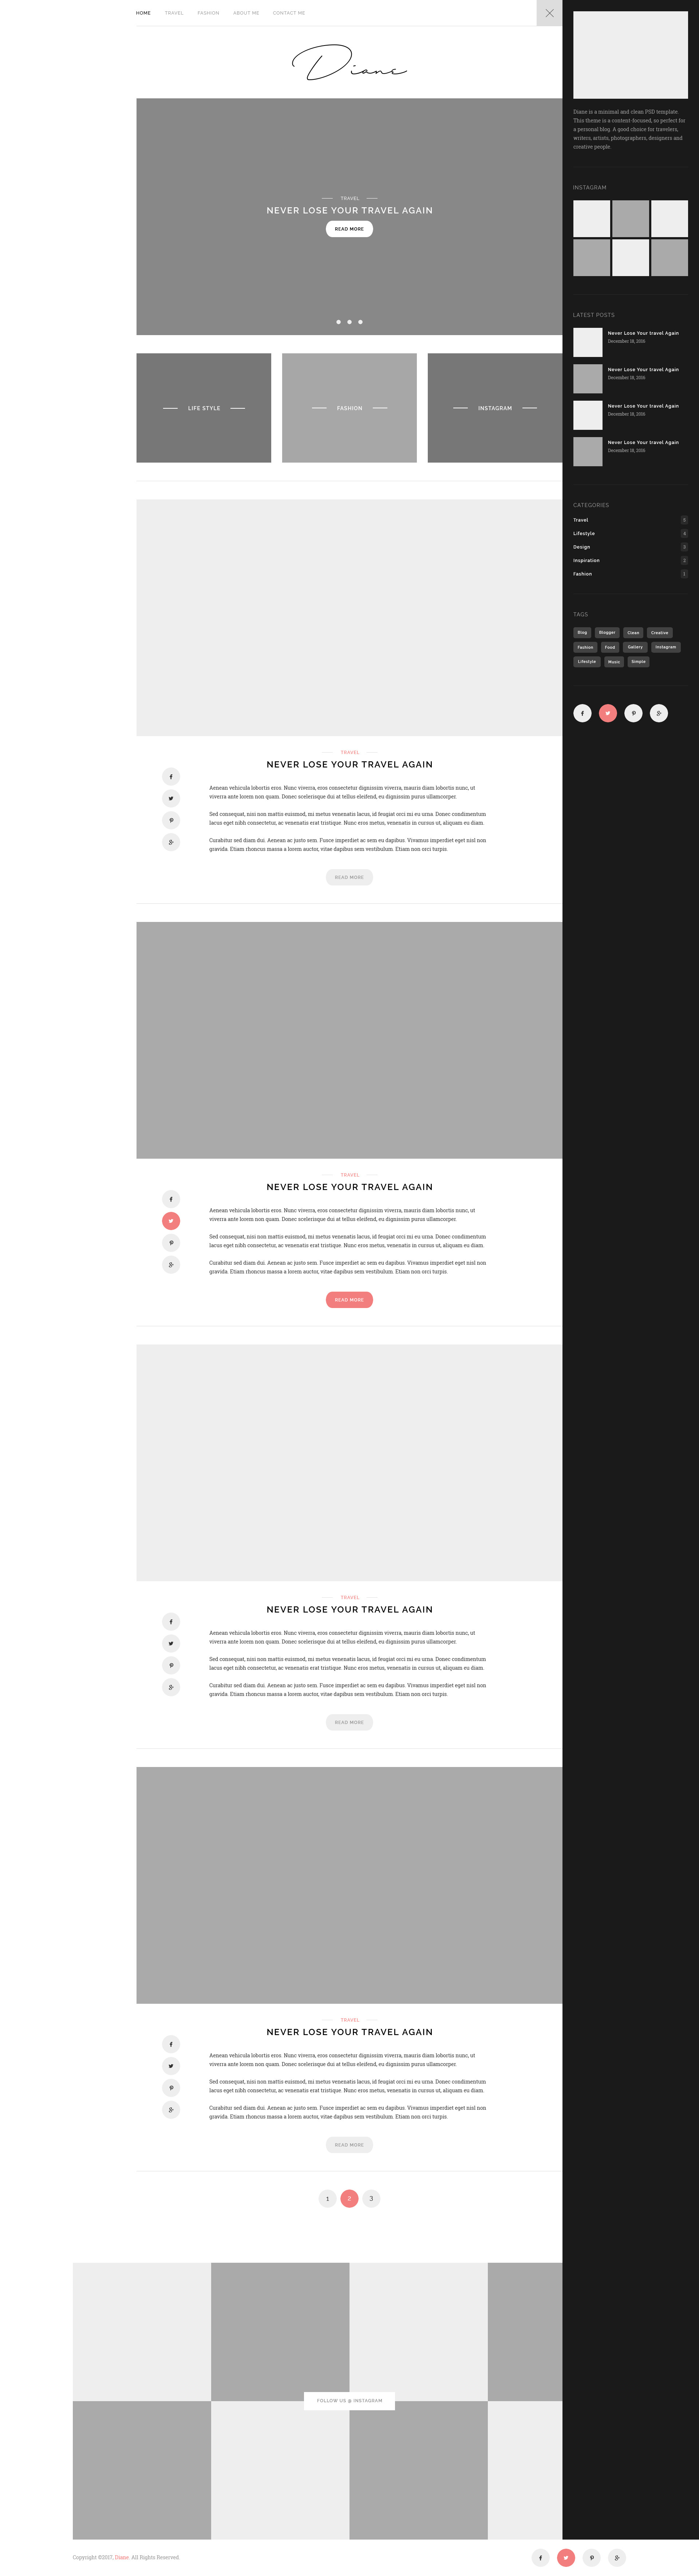 HOME TRAVEL FASHION ABOUT ME CONTACT ME
Diane
TRAVEL
NEVER LOSE YOUR TRAVEL AGAIN
READ MORE
LIFE STYLE
FASHION
INSTAGRAM
TRAVEL
NEVER LOSE YOUR TRAVEL AGAIN
Aenean vehicula lobortis eros. Nunc viverra, eros consectetur dignissim viverra, mauris diam lobortis nunc, ut
viverra ante lorem non quam. Donec scelerisque dui at tellus eleifend, eu dignissim purus ullamcorper.
Sed consequat, nisi non mattis euismod, mi metus venenatis lacus, id feugiat orci mi eu urna. Donec condimentum
lacus eget nibh consectetur, ac venenatis erat tristique. Nunc eros metus, venenatis in cursus ut, aliquam eu diam.
Curabitur sed diam dui. Aenean ac justo sem. Fusce imperdiet ac sem eu dapibus. Vivamus imperdiet eget nisl non
gravida. Etiam rhoncus massa a lorem auctor, vitae dapibus sem vestibulum. Etiam non orci turpis.
READ MORE
TRAVEL
NEVER LOSE YOUR TRAVEL AGAIN
Aenean vehicula lobortis eros. Nunc viverra, eros consectetur dignissim viverra, mauris diam lobortis nunc, ut
viverra ante lorem non quam. Donec scelerisque dui at tellus eleifend, eu dignissim purus ullamcorper.
Sed consequat, nisi non mattis euismod, mi metus venenatis lacus, id feugiat orci mi eu urna. Donec condimentum
lacus eget nibh consectetur, ac venenatis erat tristique. Nunc eros metus, venenatis in cursus ut, aliquam eu diam.
Curabitur sed diam dui. Aenean ac justo sem. Fusce imperdiet ac sem eu dapibus. Vivamus imperdiet eget nisl non
gravida. Etiam rhoncus massa a lorem auctor, vitae dapibus sem vestibulum. Etiam non orci turpis.
READ MORE
TRAVEL
NEVER LOSE YOUR TRAVEL AGAIN
Aenean vehicula lobortis eros. Nunc viverra, eros consectetur dignissim viverra, mauris diam lobortis nunc, ut
viverra ante lorem non quam. Donec scelerisque dui at tellus eleifend, eu dignissim purus ullamcorper.
Sed consequat, nisi non mattis euismod, mi metus venenatis lacus, id feugiat orci mi eu urna. Donec condimentum
lacus eget nibh consectetur, ac venenatis erat tristique. Nunc eros metus, venenatis in cursus ut, aliquam eu diam.
Curabitur sed diam dui. Aenean ac justo sem. Fusce imperdiet ac sem eu dapibus. Vivamus imperdiet eget nisl non
gravida. Etiam rhoncus massa a lorem auctor, vitae dapibus sem vestibulum. Etiam non orci turpis.
READ MORE
TRAVEL
NEVER LOSE YOUR TRAVEL AGAIN
Aenean vehicula lobortis eros. Nunc viverra, eros consectetur dignissim viverra, mauris diam lobortis nunc, ut
viverra ante lorem non quam. Donec scelerisque dui at tellus eleifend, eu dignissim purus ullamcorper.
Sed consequat, nisi non mattis euismod, mi metus venenatis lacus, id feugiat orci mi eu urna. Donec condimentum
lacus eget nibh consectetur, ac venenatis erat tristique. Nunc eros metus, venenatis in cursus ut, aliquam eu diam.
Curabitur sed diam dui. Aenean ac justo sem. Fusce imperdiet ac sem eu dapibus. Vivamus imperdiet eget nisl non
gravida. Etiam rhoncus massa a lorem auctor, vitae dapibus sem vestibulum. Etiam non orci turpis.
READ MORE
1 2 3
FOLLOW US @ INSTAGRAM
Copyright ©2017, Diane. All Rights Reserved.
Diane is a minimal and clean PSD template
This theme is a content-focused, so perfect for
a personal blog. A good choice for travelers,
writers, artists, photographers, designers and
creative people.
INSTAGRAM
LATEST POSTS
Never Lose Your travel Again
December 18, 2016
Never Lose Your travel Again
December 18, 2016
Never Lose Your travel Again
December 18, 2016
Never Lose Your travel Again
December 18, 2016
CATEGORIES
Travel 5
Lifestyle 4
Design 3
Inspiration 2
Fashion 1
TAGS
Blog Blogger Clean Creative
Fashion Food Gallery Instagram
Lifestyle Music Simple